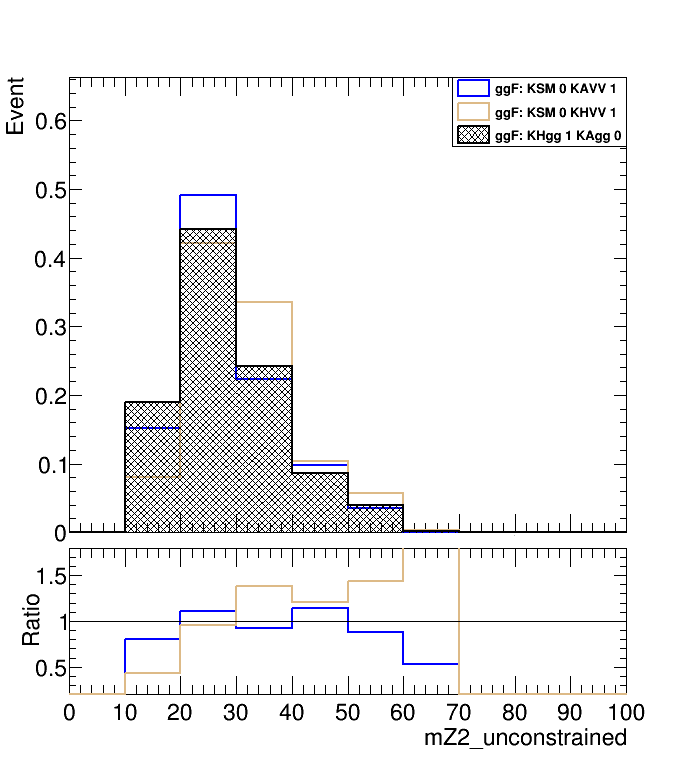 Event
ggF: KSM 0 KAVV 1
ggF: KSM 0 KHVV 1
ggF: KHgg 1 KAgg 0
0.6
0.5
0.4
0.3
0.2
0.1
0
Ratio
1.5
1
0.5
0 10 20 30 40 50 60 70 80 90 100
mZ2_unconstrained